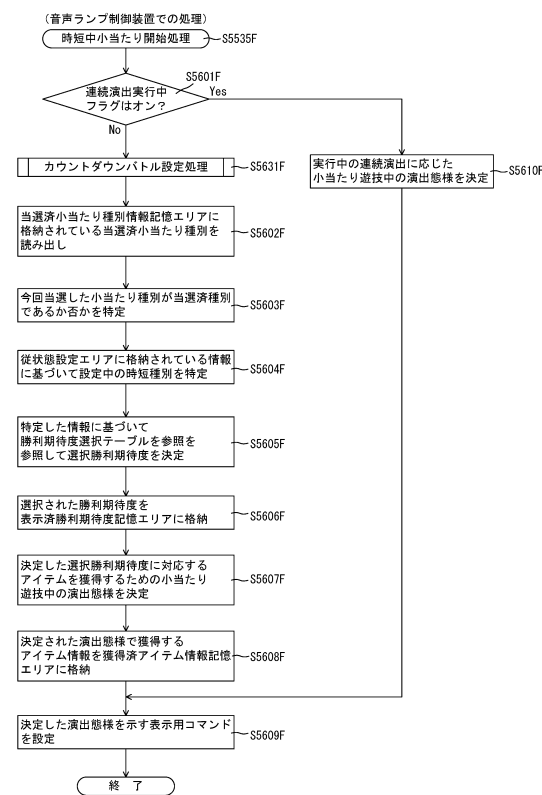 (音声ランプ制御装置での処理)
時短中小当たり開始処理
S5535F
S5601F
連続演出実行中
フラグはオン?
Yes
No
カウントダウンバトル設定処理
S5631F
実行中の連続演出に応じた
小当たり遊技中の演出態様を決定
S5610F
当選済小当たり種別情報記憶エリアに
格納されている当選済小当たり種別を
読み出し
S5602F
今回当選した小当たり種別が当選済種別
であるか否かを特定
S5603F
従状態設定エリアに格納されている情報
に基づいて設定中の時短種別を特定
S5604F
特定した情報に基づいて
勝利期待度選択テーブルを参照を
参照して選択勝利期待度を決定
S5605F
選択された勝利期待度を
表示済勝利期待度記憶エリアに格納
S5606F
決定した選択勝利期待度に対応する
アイテムを獲得するための小当たり
遊技中の演出態様を決定
S5607F
決定された演出態様で獲得する
アイテム情報を獲得済アイテム情報記憶
エリアに格納
S5608F
決定した演出態様を示す表示用コマンド
を設定
S5609F
終 了